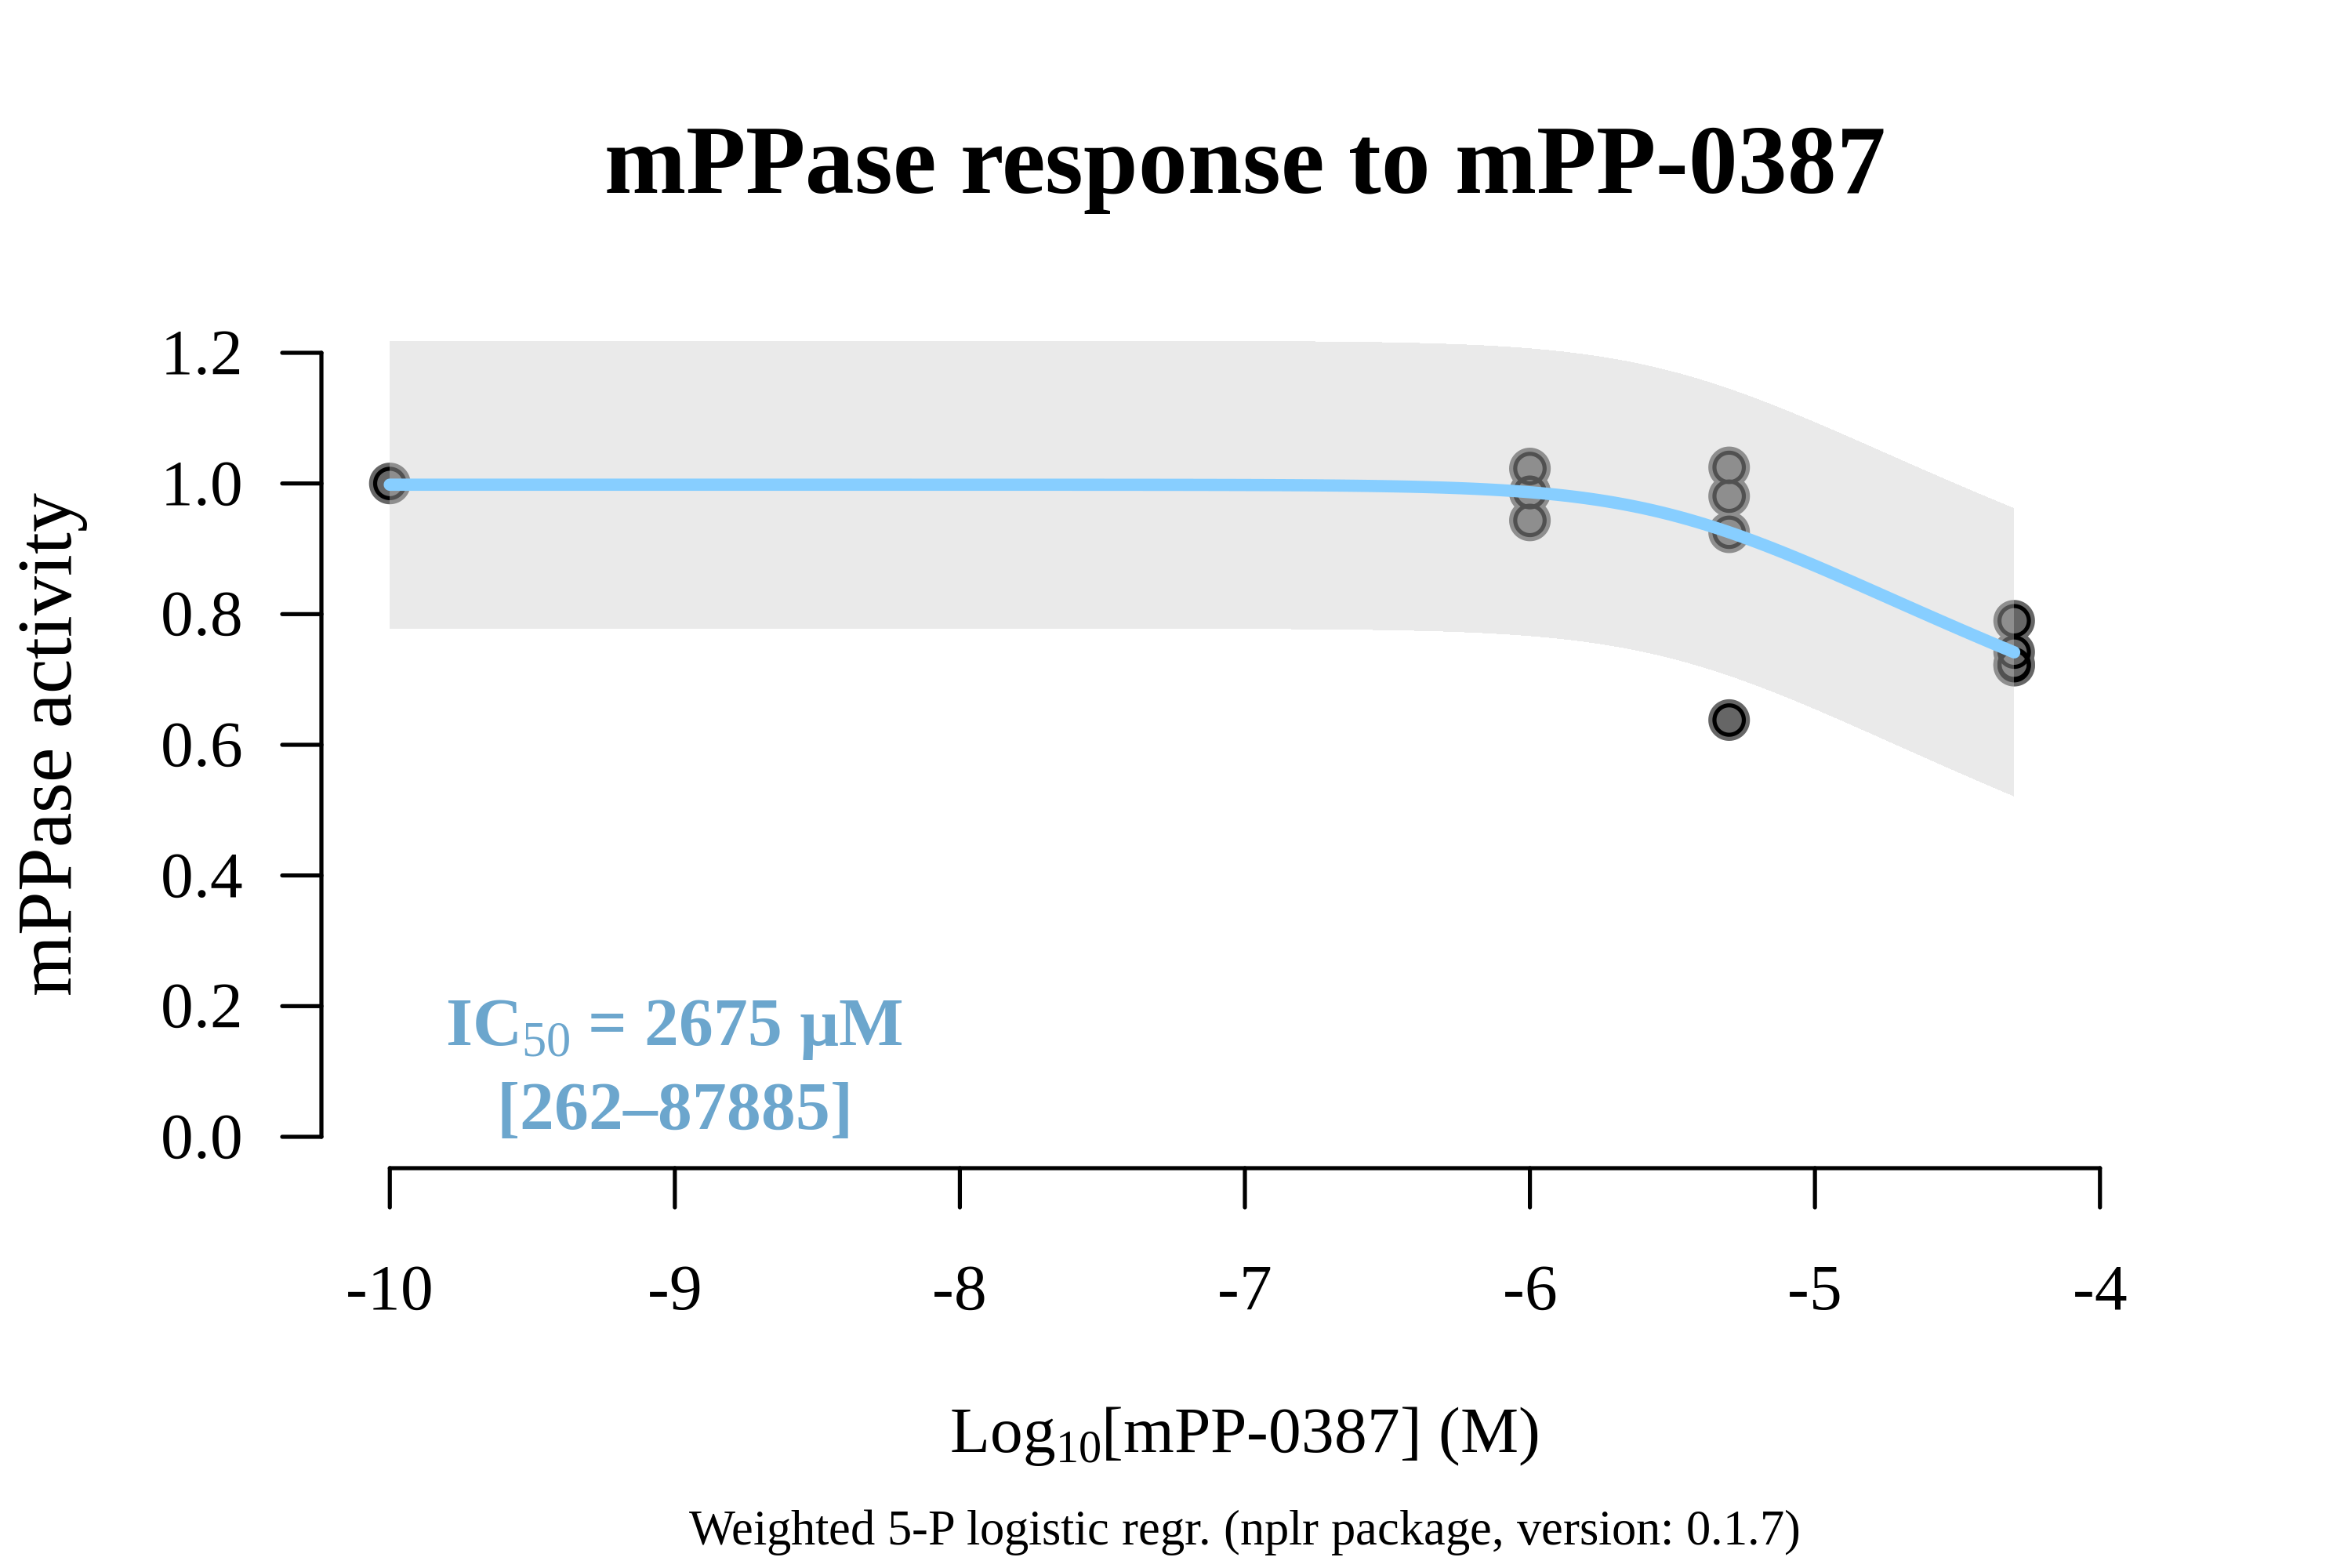 mPPase response to mPP-0387
mPPase activity
1.2
1.0
0.8
0.6
0.4
0.2
0.0
IC50 = 2675 µM
[262–87885]
-10 -9 -8 -7 -6 -5 -4
Log10[mPP-0387] (M)
Weighted 5-P logistic regr. (nplr package, version: 0.1.7)